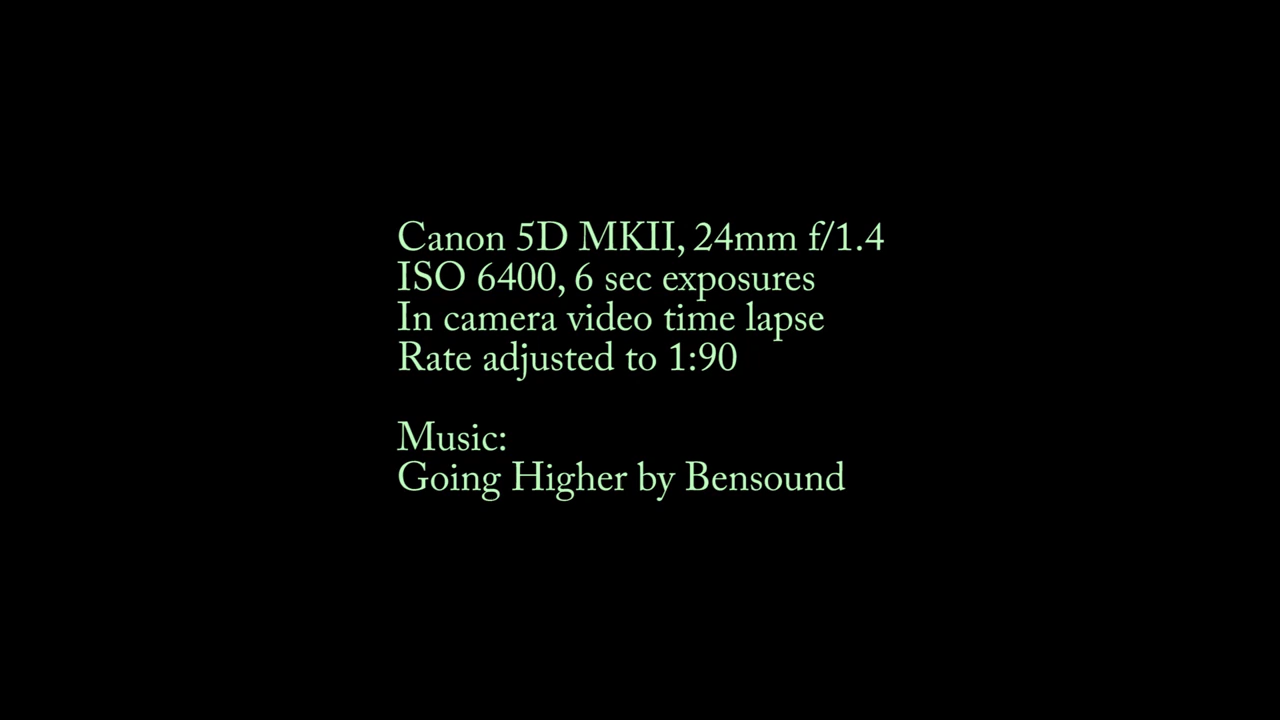 Canon 5D MKII, 24mm f/1.4
ISO 6400, 6 sec exposures
In camera video time lapse
Rate adjusted to 1:90
Music:
Going Higher by Bensound